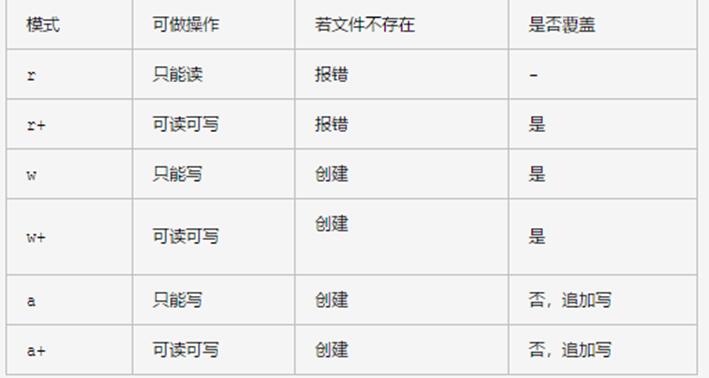 模式 可做操作 若文件不存在 是否覆盖
r 只能读 报错 -
r+ 可读可写 报错 是
w 只能写 创建 是
w+ 可读可写 创建 是
a 只能写 创建 否，追加写
a+ 可读可写 创建 否，追加写